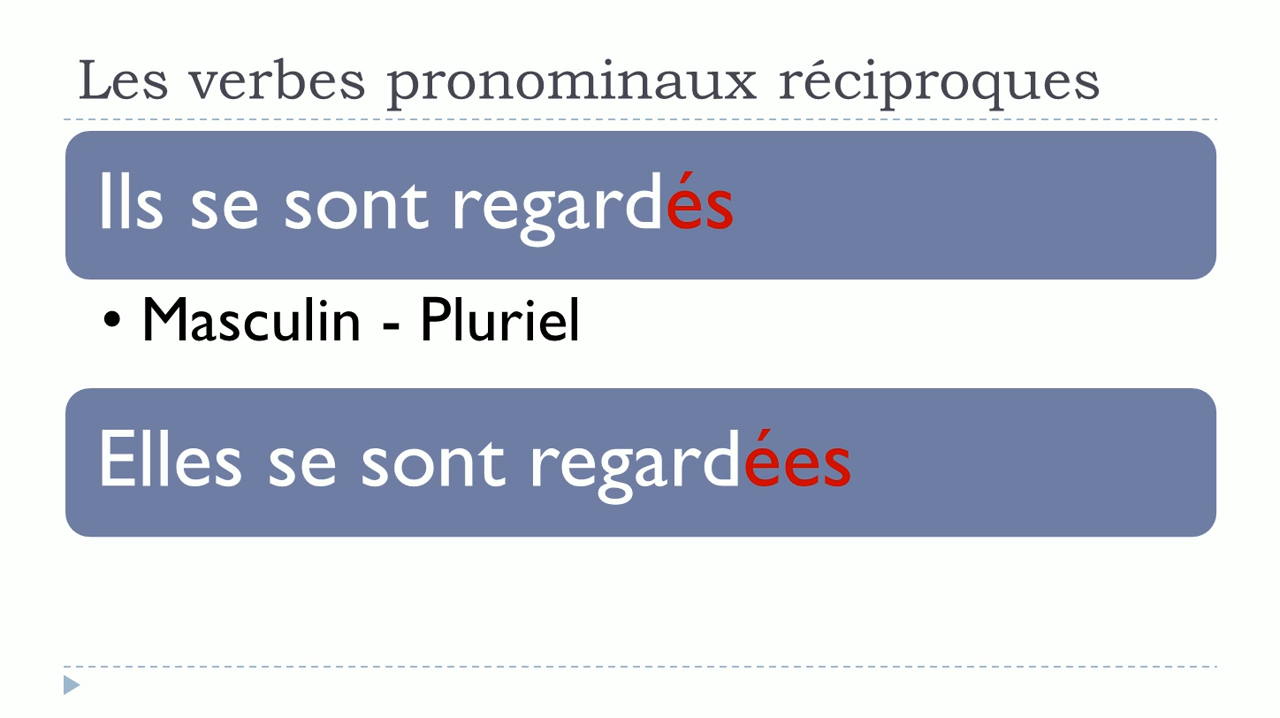 Les verbes pronominaux réciproques
Ils se sont regardés
• Masculin - Pluriel
Elles se sont regardées